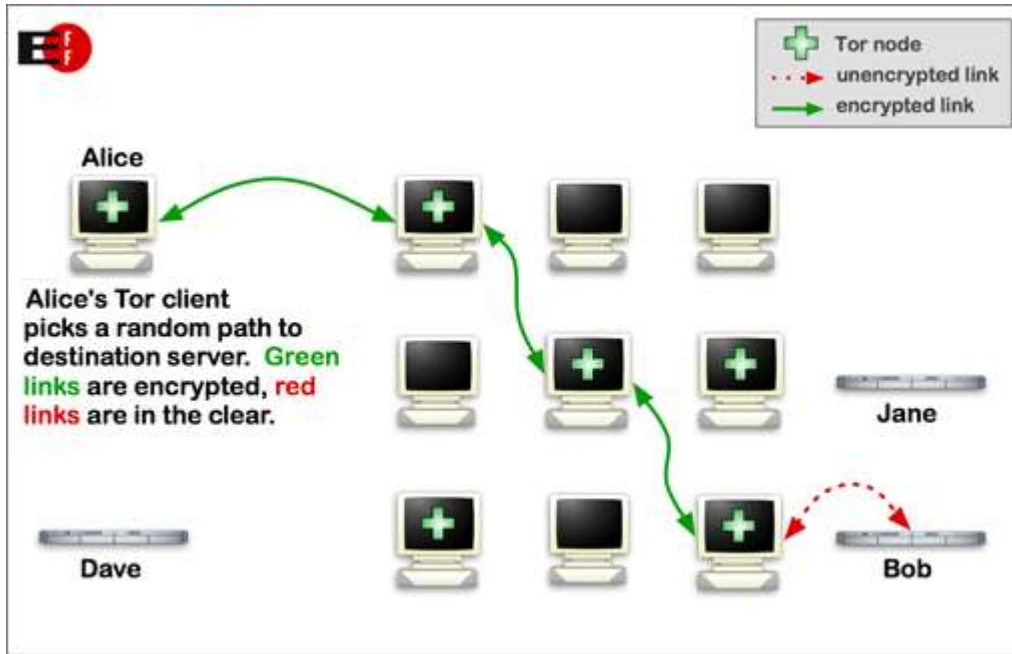 E
F
F
Tor node
unencrypted link
encrypted link
Alice
Alice's Tor client
picks a random path to
destination server. Green
links are encrypted, red
links are in the clear.
Jane
Dave
Bob